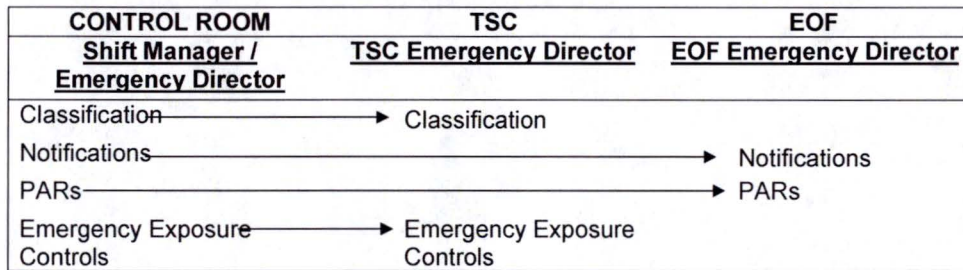 CONTROL ROOM TSC EOF
Shift Manager / TSC Emergency Director EOF Emergency Director
Emergency Director
Classification Classification
Notifications Notifications
PARs PARs
Emergency Exposure Emergency Exposure
Controls Controls